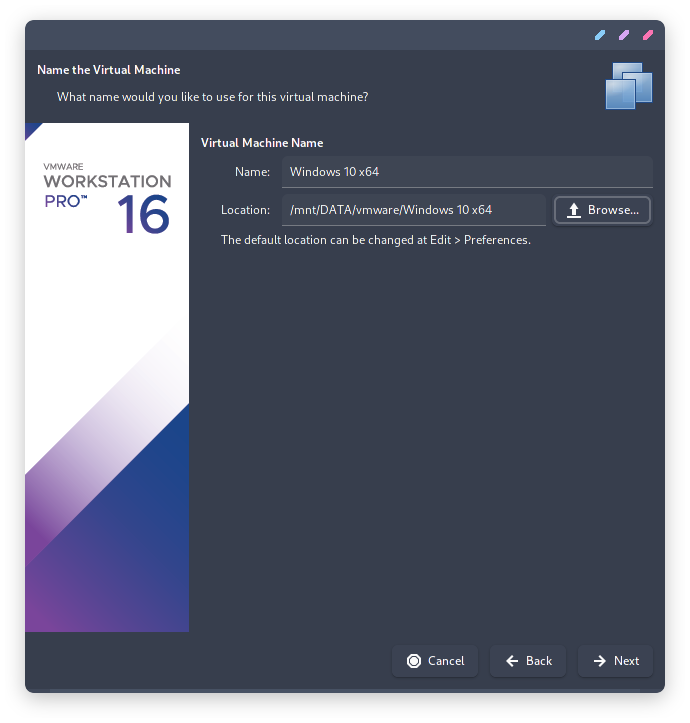 Name the Virtual Machine
What name would you like to use for this virtual machine?
VMWARE
WORKSTATION
PRO™ 16
Virtual Machine Name
Name: Windows 10 x64
Location: /mnt/DATA/vmware/Windows 10 x64 Browse...
The default location can be changed at Edit > Preferences.
Cancel Back Next